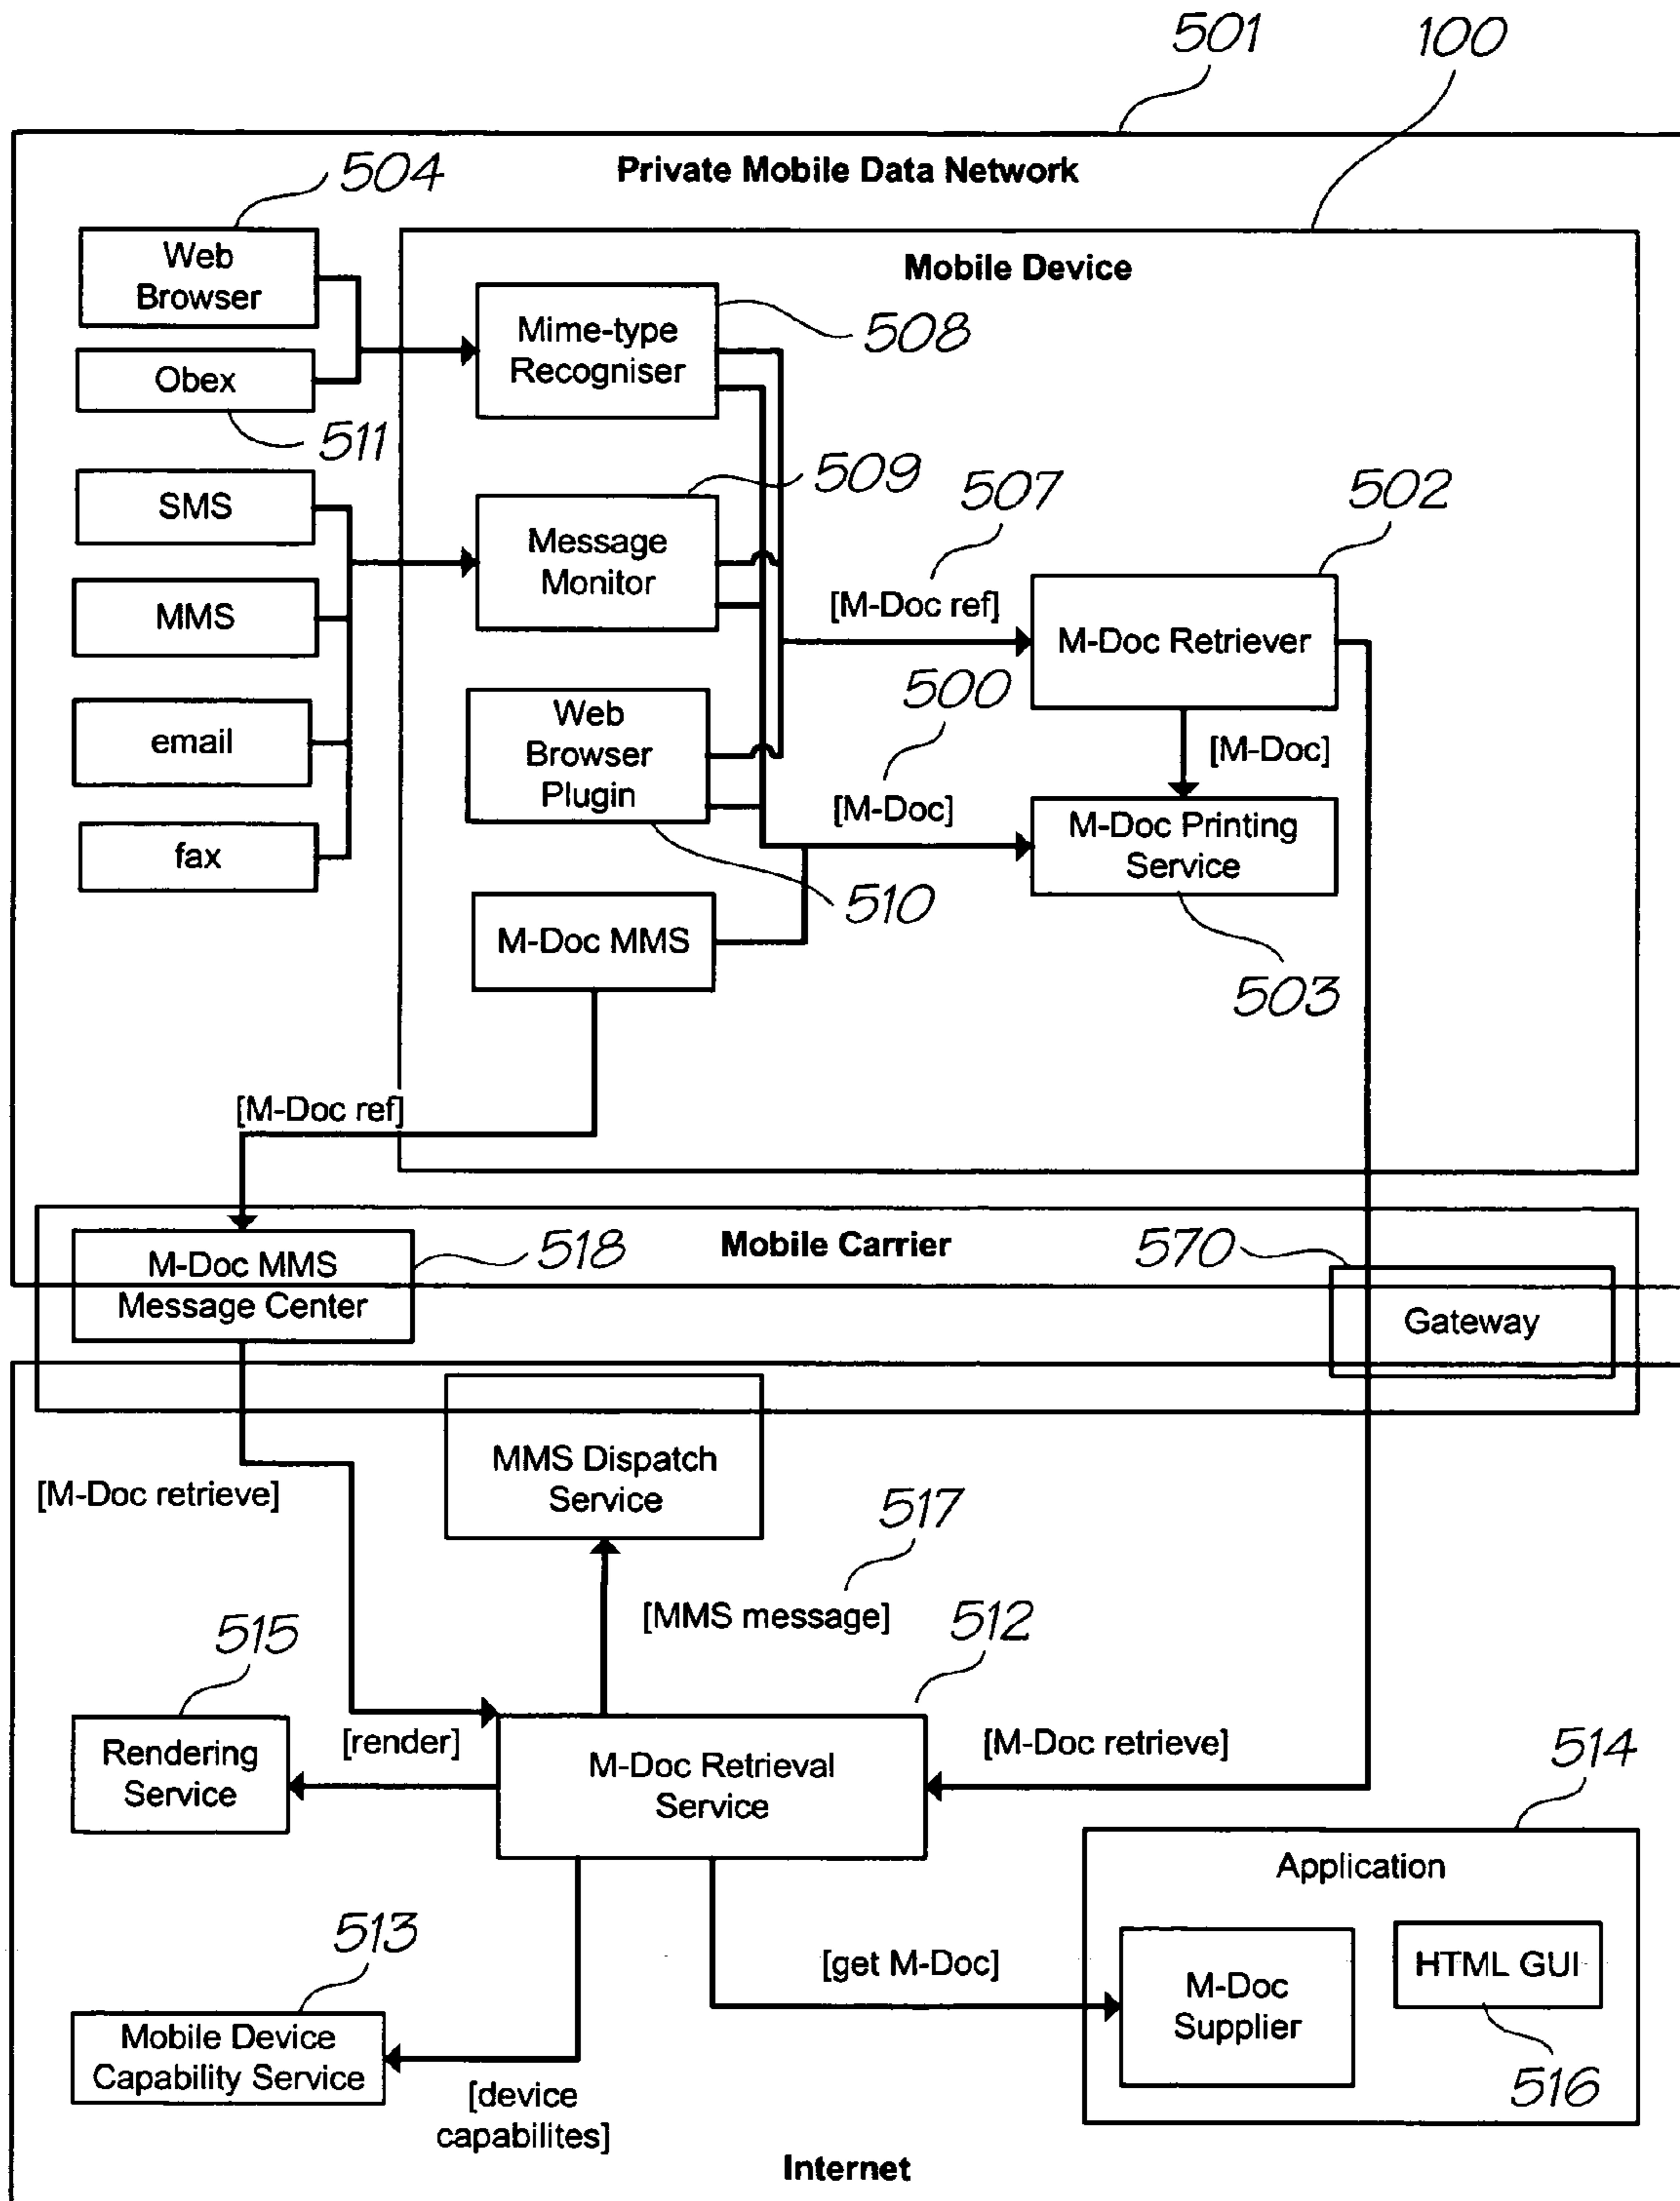 501
100
Private Mobile Data Network
504
Web
Browser
Mobile Device
Mime-type
Recogniser
508
Obex
511
SMS
509
507
502
Message
Monitor
MMS
[M-Doc ref]
M-Doc Retriever
500
email
Web
Browser
Plugin
[M-Doc]
[M-Doc]
fax
M-Doc Printing
Service
510
M-Doc MMS
503
[M-Doc ref]
M-Doc MMS
Message Center
518
Mobile Carrier
570
Gateway
MMS Dispatch
Service
[M-Doc retrieve]
517
[MMS message]
512
515
Rendering
Service
[render]
M-Doc Retrieval
Service
[M-Doc retrieve]
514
Application
513
[get M-Doc]
M-Doc
Supplier
HTML GUI
516
Mobile Device
Capability Service
[device
capabilites]
Internet